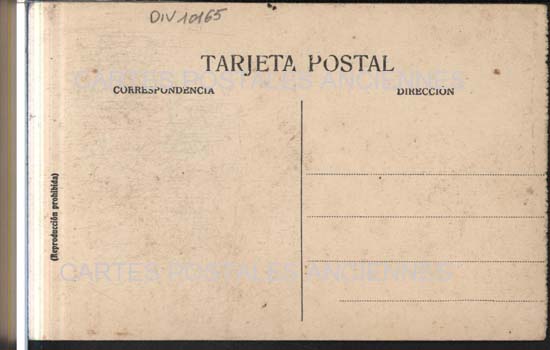 DIV 10165
TARJETA POSTAL
CARTES POSTALES ANCIENNES
CORRESPONDENCIA
DIRECCIÓN
(Reproducción prohibida)
CARTES POSTALES ANCIENNES